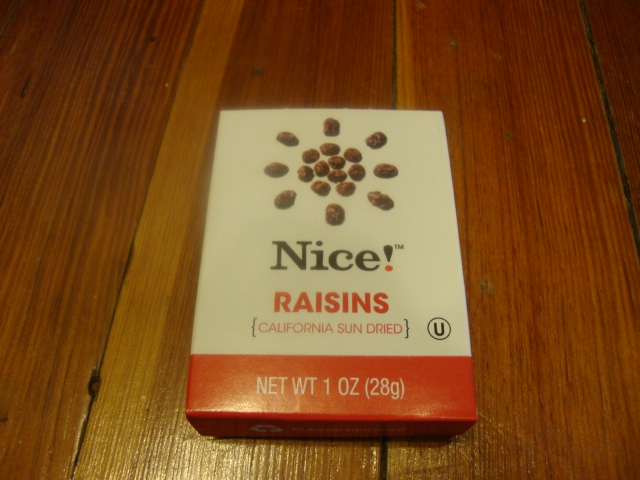 Nice!™
RAISINS
{CALIFORNIA SUN DRIED}
U
NET WT 1 OZ (28g)